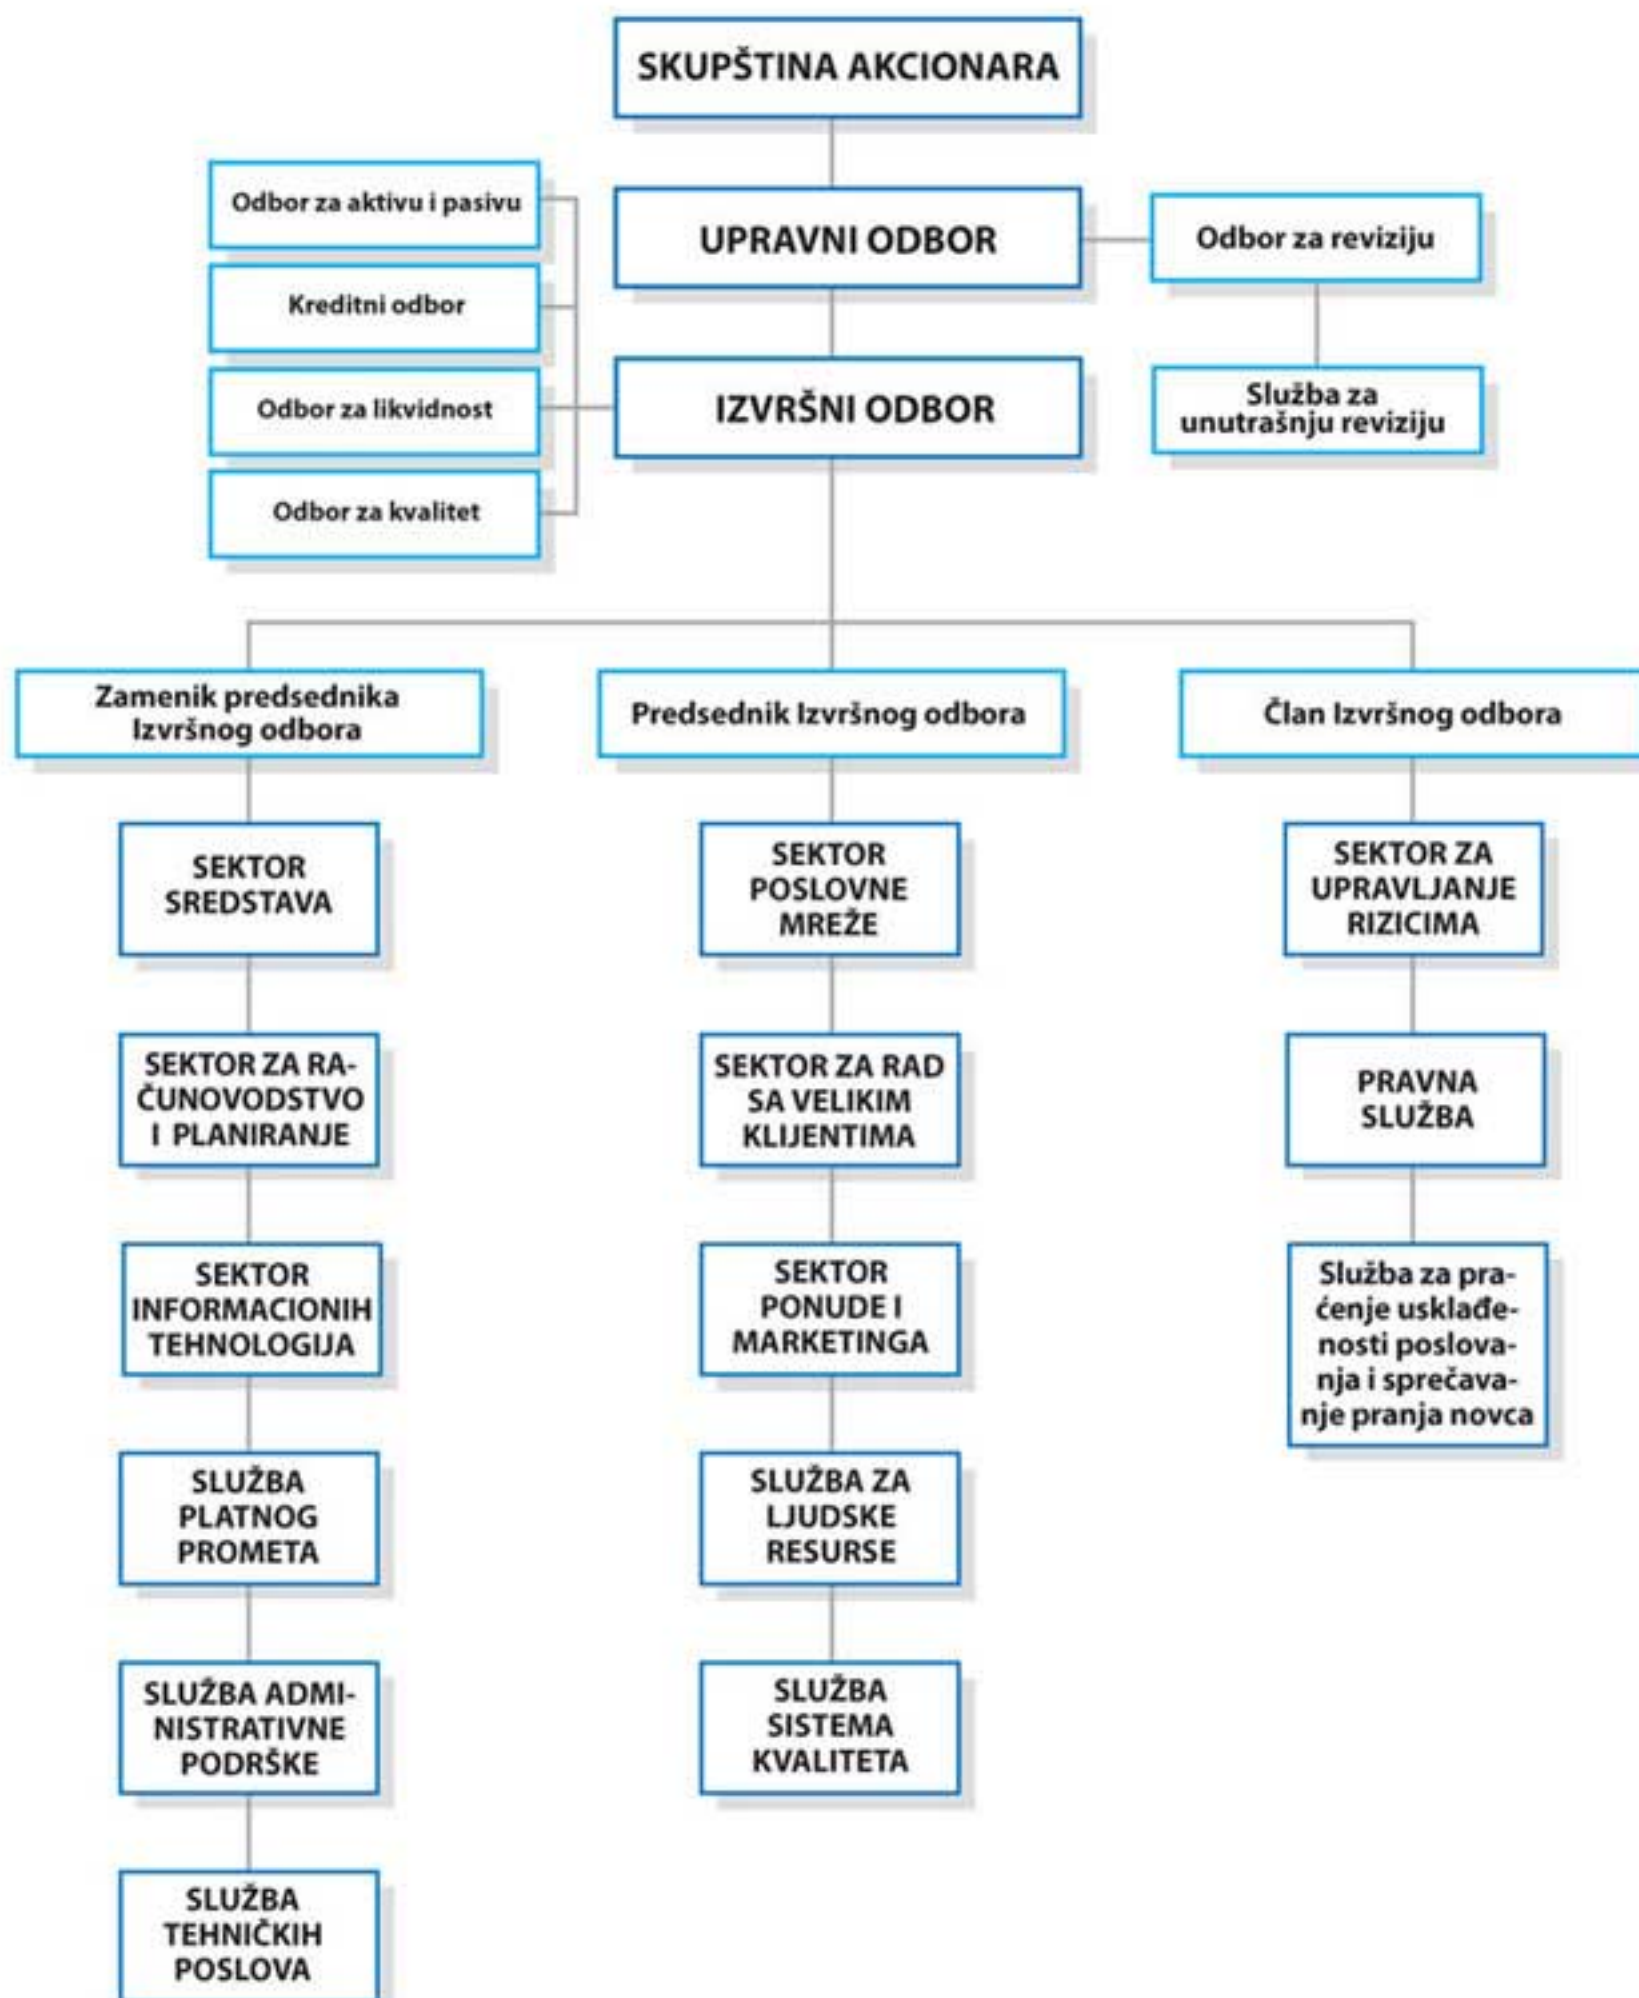 SKUPŠTINA AKCIONARA
Odbor za aktivu i pasivu
UPRAVNI ODBOR
Odbor za reviziju
Kreditni odbor
IZVRŠNI ODBOR
Služba za
unutrašnju reviziju
Odbor za likvidnost
Odbor za kvalitet
Zamenik predsednika
Izvršnog odbora
Predsednik Izvršnog odbora
Član Izvršnog odbora
SEKTOR
SREDSTAVA
SEKTOR
POSLOVNE
MREŽE
SEKTOR ZA
UPRAVLJANJE
RIZICIMA
SEKTOR ZA RA-
ČUNOVODSTVO
I PLANIRANJE
SEKTOR ZA RAD
SA VELIKIM
KLIJENTIMA
PRAVNA
SLUŽBA
SEKTOR
INFORMACIONIH
TEHNOLOGIJA
SEKTOR
PONUDE I
MARKETINGA
Služba za pra-
ćenje usklađe-
nosti poslova-
nja i sprečava-
nje pranja novca
SLUŽBA
PLATNOG
PROMETA
SLUŽBA ZA
LJUDSKE
RESURSE
SLUŽBA ADMI-
NISTRATIVNE
PODRŠKE
SLUŽBA
SISTEMA
KVALITETA
SLUŽBA
TEHNIČKIH
POSLOVA